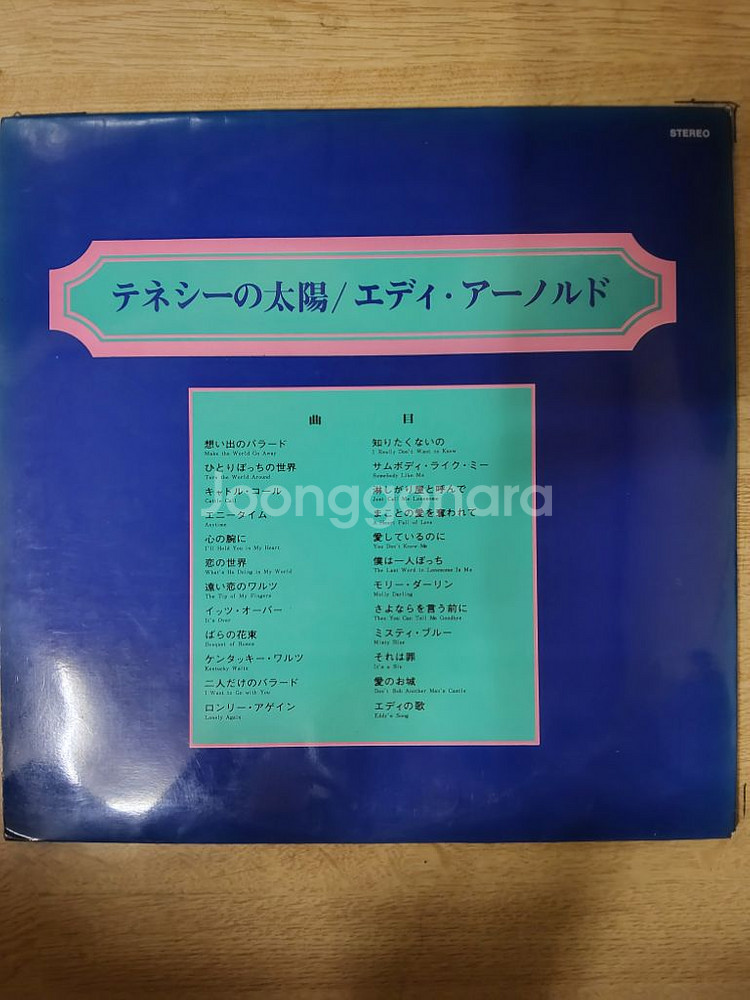 STEREO
テネシーの太陽/エディ・アーノルド
曲 目
想い出のバラード
Make the World Go Away
ひとりぼっちの世界
Turn the World Around
キャトル・コール
Cattle Call
エニータイム
Anytime
心の腕に
I'll Hold You in My Heart
恋の世界
What's He Doing in My World
遠い恋のワルツ
The Tip of My Fingers
イッツ・オーバー
It's Over
ばらの花束
Bouquet of Roses
ケンタッキー・ワルツ
Kentucky Waltz
二人だけのバラード
I Want to Go with You
ロンリー・アゲイン
Lonely Again
知りたくないの
I Really Don't Want to Know
サムボディ・ライク・ミー
Somebody Like Me
淋しがり屋と呼んで
Just Call Me Lonesome
まことの愛を奪われて
A Heart Full of Love
愛しているのに
You Don't Know Me
僕は一人ぼっち
The Last Word in Lonesome Is Me
モリー・ダーリン
Molly Darling
さよならを言う前に
Then You Can Tell Me Goodbye
ミスティ・ブルー
Misty Blue
それは罪
It's a Sin
愛のお城
Don't Rob Another Man's Castle
エディの歌
Eddy's Song
Joonggonara